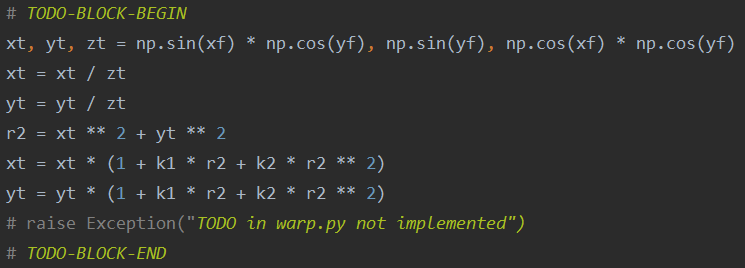 # TODO-BLOCK-BEGIN
xt, yt, zt = np.sin(xf) * np.cos(yf), np.sin(yf), np.cos(xf) * np.cos(yf)
xt = xt / zt
yt = yt / zt
r2 = xt ** 2 + yt ** 2
xt = xt * (1 + k1 * r2 + k2 * r2 ** 2)
yt = yt * (1 + k1 * r2 + k2 * r2 ** 2)
# raise Exception("TODO in warp.py not implemented")
# TODO-BLOCK-END